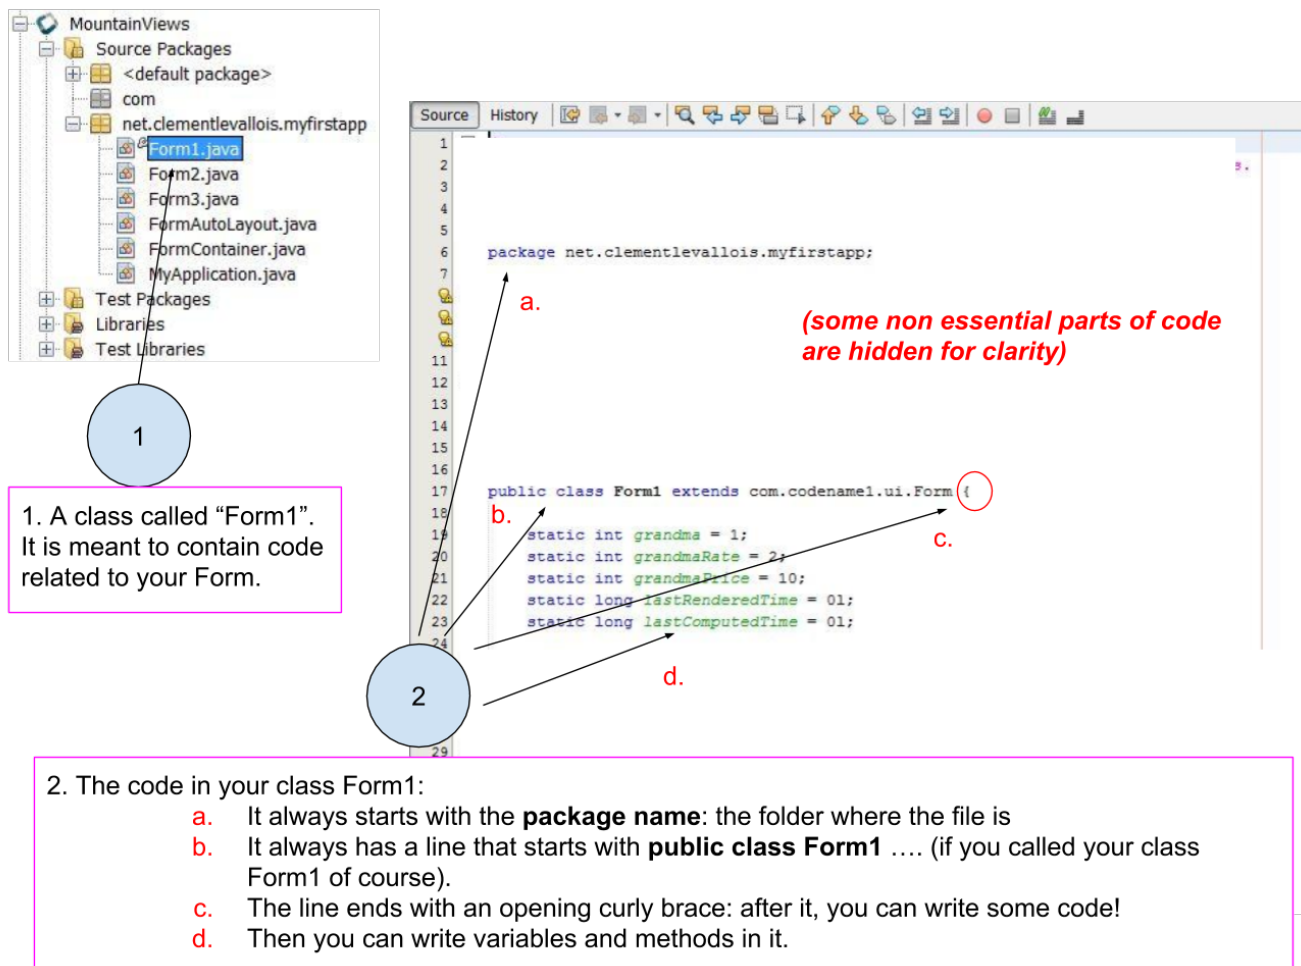 MountainViews
Source Packages
<default package>
com
net.clementlevallois.myfirstapp
Form1.java
Form2.java
Form3.java
FormAutoLayout.java
FormContainer.java
MyApplication.java
Test Packages
Libraries
Test Libraries
1
1. A class called “Form1”.
It is meant to contain code
related to your Form.
Source History
1
2 s.
3
4
5
6 package net.clementlevallois.myfirstapp;
7
a.
(some non essential parts of code
are hidden for clarity)
11
12
13
14
15
16
17 public class Form1 extends com.codename1.ui.Form {
18
b.
c.
19 static int grandma = 1;
20 static int grandmaRate = 2;
21 static int grandmaPrice = 10;
22 static long lastRenderedTime = 0l;
23 static long lastComputedTime = 0l;
24
d.
2
29
2. The code in your class Form1:
a. It always starts with the package name: the folder where the file is
b. It always has a line that starts with public class Form1 …. (if you called your class
Form1 of course).
c. The line ends with an opening curly brace: after it, you can write some code!
d. Then you can write variables and methods in it.